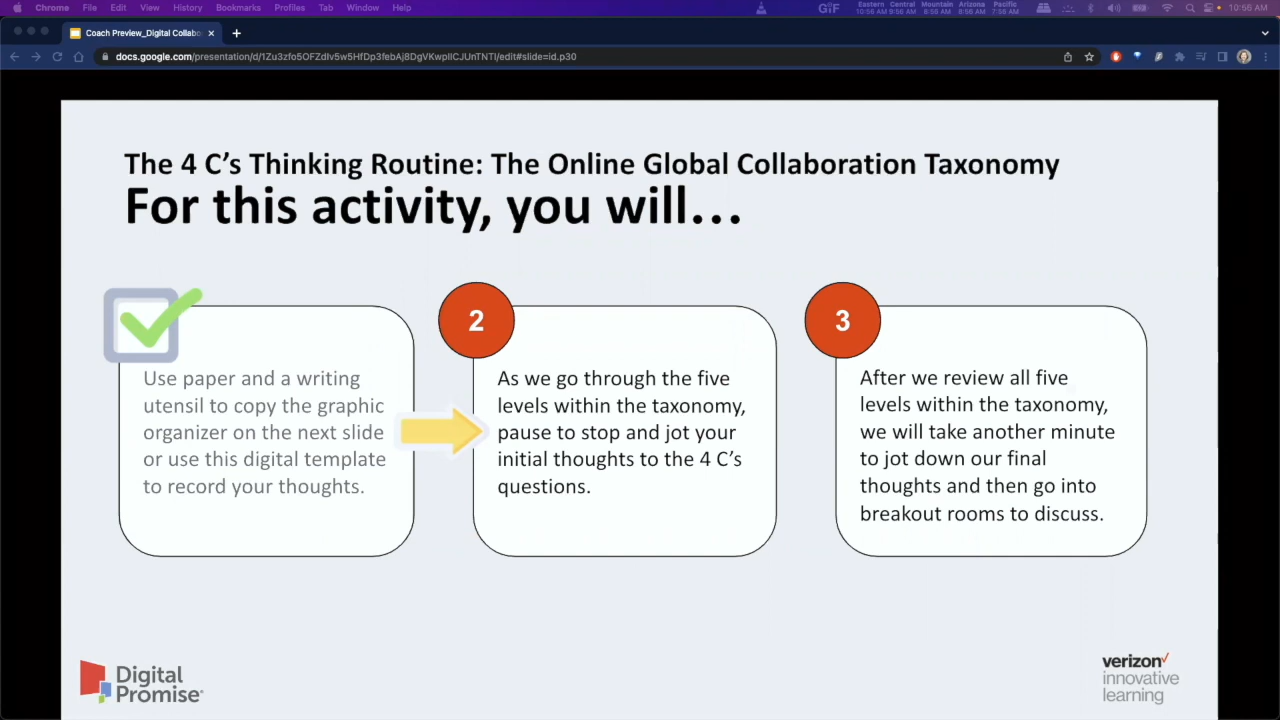 Chrome File Edit View History Bookmarks Profiles Tab Window Help
GIF
Eastern Central Mountain Arizona Pacific
10:56 AM 9:56 AM 8:56 AM 8:56 AM 7:56 AM
10:56 AM
Coach Preview_Digital Collabo
docs.google.com/presentation/d/
The 4 C's Thinking Routine: The Online Global Collaboration Taxonomy
For this activity, you will…
Use paper and a writing
utensil to copy the graphic
organizer on the next slide
or use this digital template
to record your thoughts.
2
As we go through the five
levels within the taxonomy,
pause to stop and jot your
initial thoughts to the 4 C's
questions.
3
After we review all five
levels within the taxonomy,
we will take another minute
to jot down our final
thoughts and then go into
breakout rooms to discuss.
Digital
Promise
verizon
innovative
learning